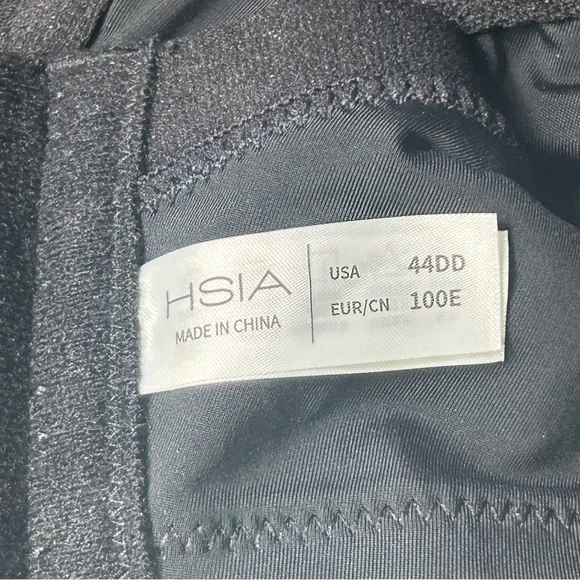 HSIA
MADE IN CHINA
USA 44DD
EUR/CN 100E